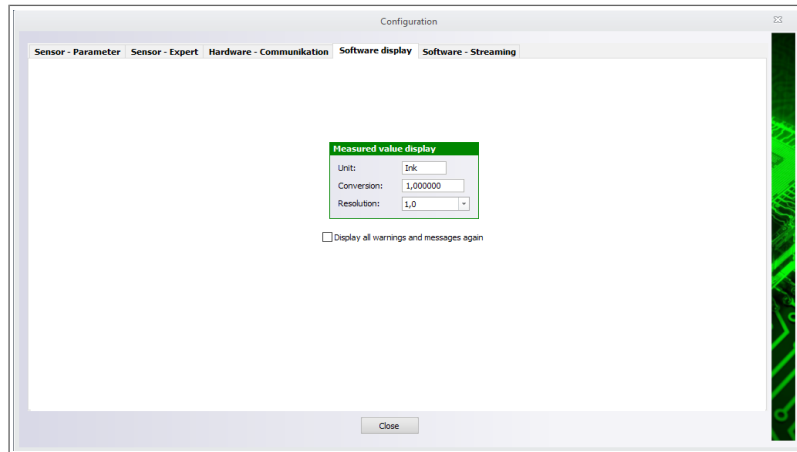 Configuration
Sensor - Parameter Sensor - Expert Hardware - Communikation Software display Software - Streaming
Measured value display
Unit: Ink
Conversion: 1,000000
Resolution: 1,0
Display all warnings and messages again
Close